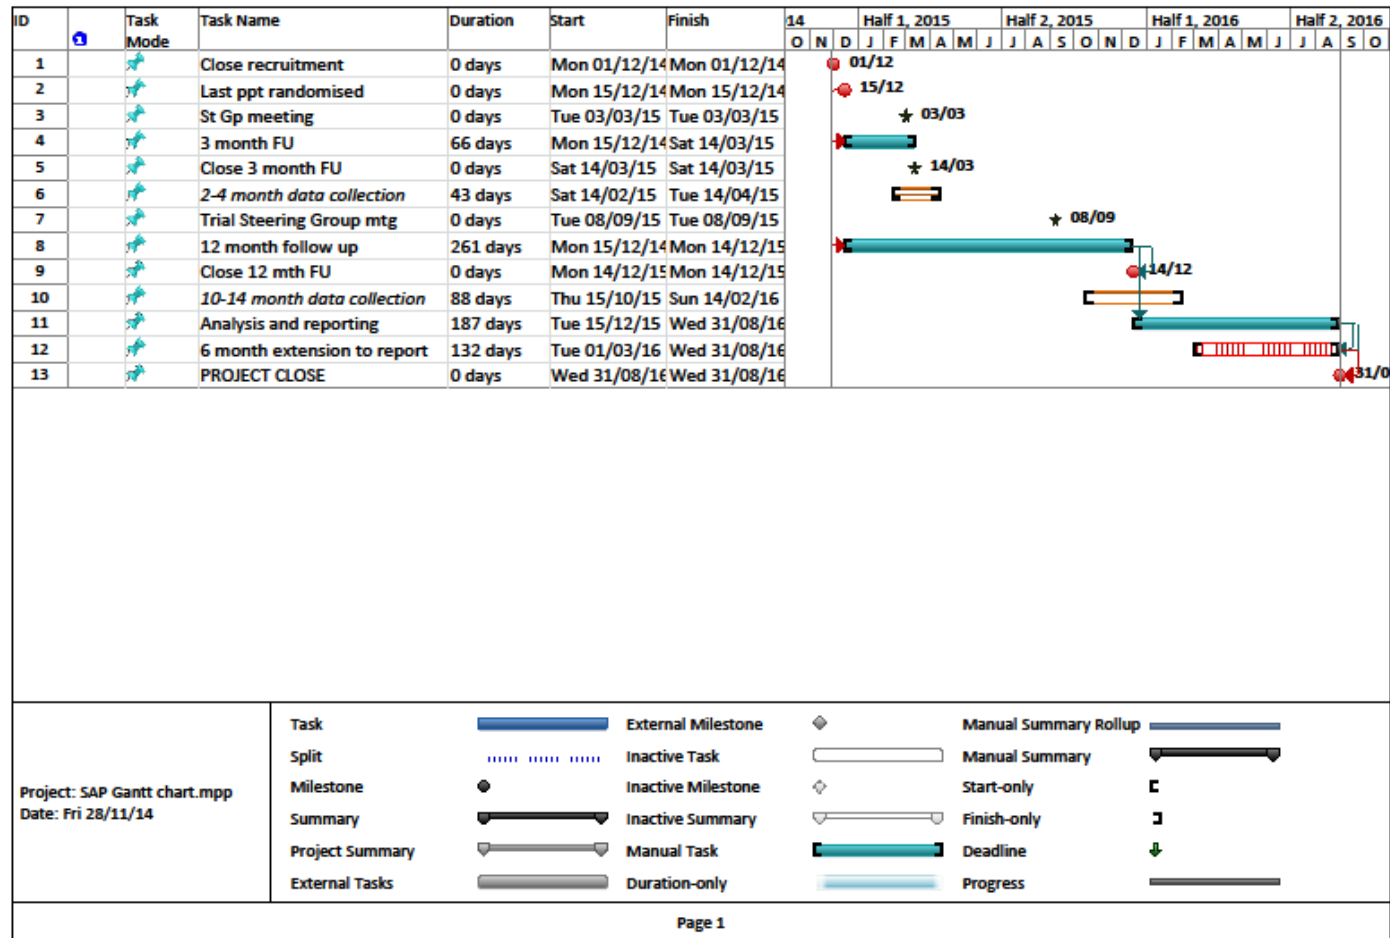 ID Task Task Name Duration Start Finish 14 Half 1, 2015 Half 2, 2015 Half 1, 2016 Half 2, 2016
Mode O N D J F M A M J J A S O N D J F M A M J J A S O
1 Close recruitment 0 days Mon 01/12/14 Mon 01/12/14 01/12
2 Last ppt randomised 0 days Mon 15/12/14 Mon 15/12/14 15/12
3 St Gp meeting 0 days Tue 03/03/15 Tue 03/03/15 03/03
4 3 month FU 66 days Mon 15/12/14 Sat 14/03/15
5 Close 3 month FU 0 days Sat 14/03/15 Sat 14/03/15 14/03
6 2-4 month data collection 43 days Sat 14/02/15 Tue 14/04/15
7 Trial Steering Group mtg 0 days Tue 08/09/15 Tue 08/09/15 08/09
8 12 month follow up 261 days Mon 15/12/14 Mon 14/12/15
9 Close 12 mth FU 0 days Mon 14/12/15 Mon 14/12/15 14/12
10 10-14 month data collection 88 days Thu 15/10/15 Sun 14/02/16
11 Analysis and reporting 187 days Tue 15/12/15 Wed 31/08/16
12 6 month extension to report 132 days Tue 01/03/16 Wed 31/08/16
13 PROJECT CLOSE 0 days Wed 31/08/16 Wed 31/08/16 31/0
Project: SAP Gantt chart.mpp
Date: Fri 28/11/14
Task External Milestone Manual Summary Rollup
Split Inactive Task Manual Summary
Milestone Inactive Milestone Start-only
Summary Inactive Summary Finish-only
Project Summary Manual Task Deadline
External Tasks Duration-only Progress
Page 1